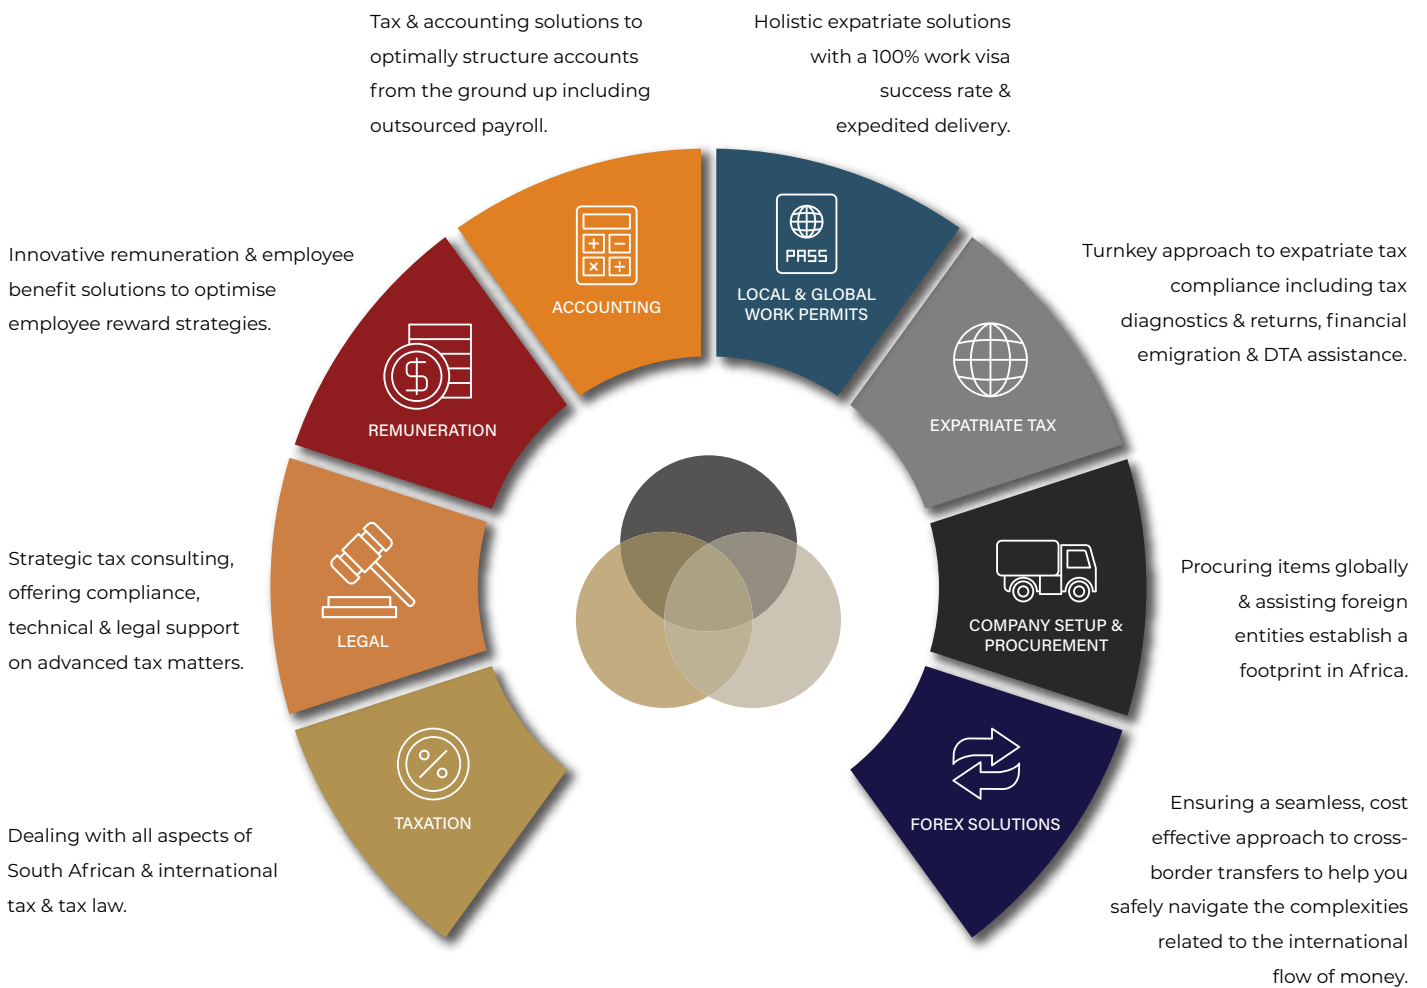 Tax & accounting solutions to
optimally structure accounts
from the ground up including
outsourced payroll.
Holistic expatriate solutions
with a 100% work visa
success rate &
expedited delivery.
Innovative remuneration & employee
benefit solutions to optimise
employee reward strategies.
Turnkey approach to expatriate tax
compliance including tax
diagnostics & returns, financial
emigration & DTA assistance.
ACCOUNTING
PASS
LOCAL & GLOBAL
WORK PERMITS
$
REMUNERATION
EXPATRIATE TAX
Strategic tax consulting,
offering compliance,
technical & legal support
on advanced tax matters.
LEGAL
COMPANY SETUP &
PROCUREMENT
Procuring items globally
& assisting foreign
entities establish a
footprint in Africa.
Dealing with all aspects of
South African & international
tax & tax law.
%
TAXATION
FOREX SOLUTIONS
Ensuring a seamless, cost
effective approach to cross-
border transfers to help you
safely navigate the complexities
related to the international
flow of money.